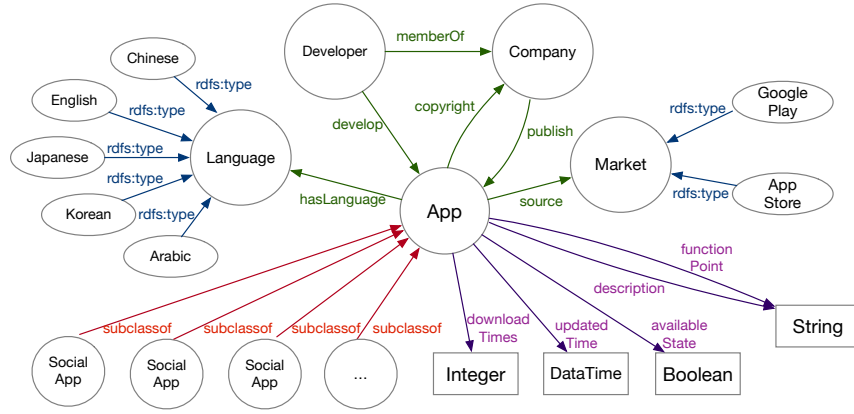 Chinese
rdfs:type
English
rdfs:type
Japanese
rdfs:type
rdfs:type
Korean
rdfs:type
Arabic
Language
Developer
memberOf
Company
develop
copyright
publish
hasLanguage
App
source
Market
Google
Play
rdfs:type
App
Store
rdfs:type
subclassof
subclassof
subclassof
subclassof
Social
App
Social
App
Social
App
...
download
Times
updated
Time
available
State
description
function
Point
Integer
DataTime
Boolean
String